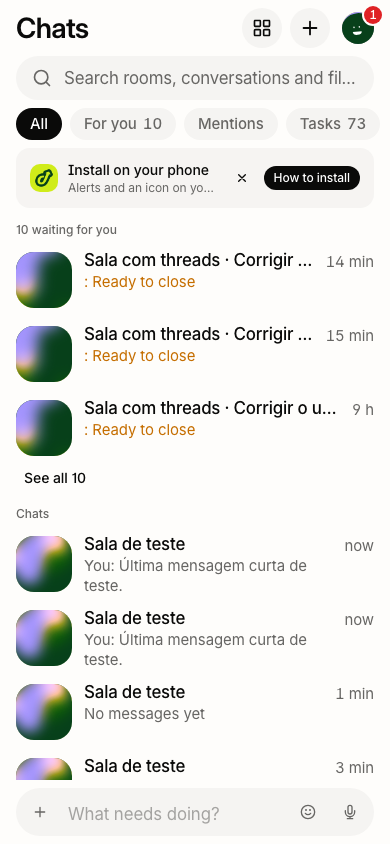 Chats
1
Search rooms, conversations and fil...
All
For you 10
Mentions
Tasks 73
Install on your phone
Alerts and an icon on yo...
How to install
10 waiting for you
Sala com threads · Corrigir ... 14 min
: Ready to close
Sala com threads · Corrigir ... 15 min
: Ready to close
Sala com threads · Corrigir o u... 9 h
: Ready to close
See all 10
Chats
Sala de teste now
You: Última mensagem curta de
teste.
Sala de teste now
You: Última mensagem curta de
teste.
Sala de teste 1 min
No messages yet
Sala de teste 3 min
What needs doing?